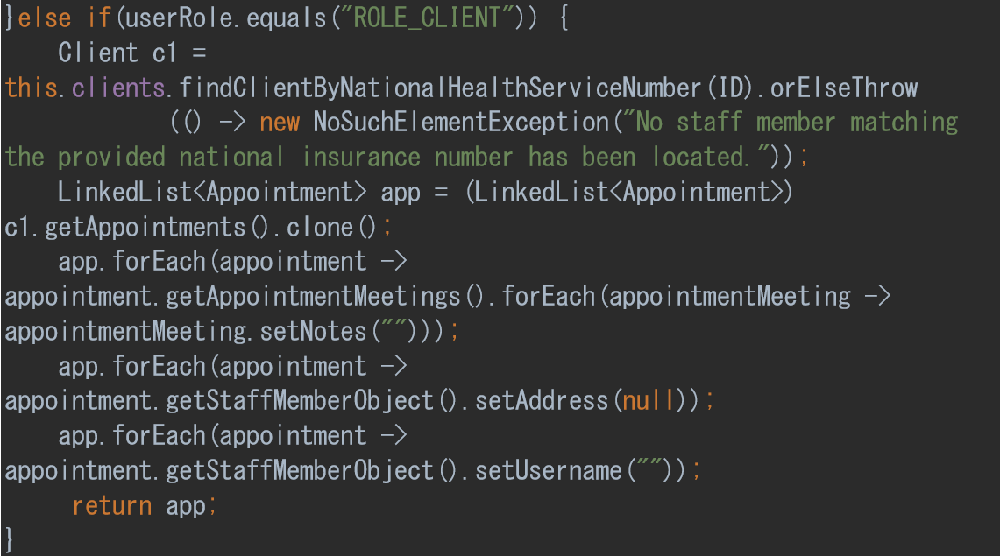 }else if(userRole.equals("ROLE_CLIENT")) {
    Client c1 =
this.clients.findClientByNationalHealthServiceNumber(ID).orElseThrow
            (() -> new NoSuchElementException("No staff member matching
the provided national insurance number has been located."));
    LinkedList<Appointment> app = (LinkedList<Appointment>)
c1.getAppointments().clone();
    app.forEach(appointment ->
appointment.getAppointmentMeetings().forEach(appointmentMeeting ->
appointmentMeeting.setNotes("")));
    app.forEach(appointment ->
appointment.getStaffMemberObject().setAddress(null));
    app.forEach(appointment ->
appointment.getStaffMemberObject().setUsername(""));
     return app;
}